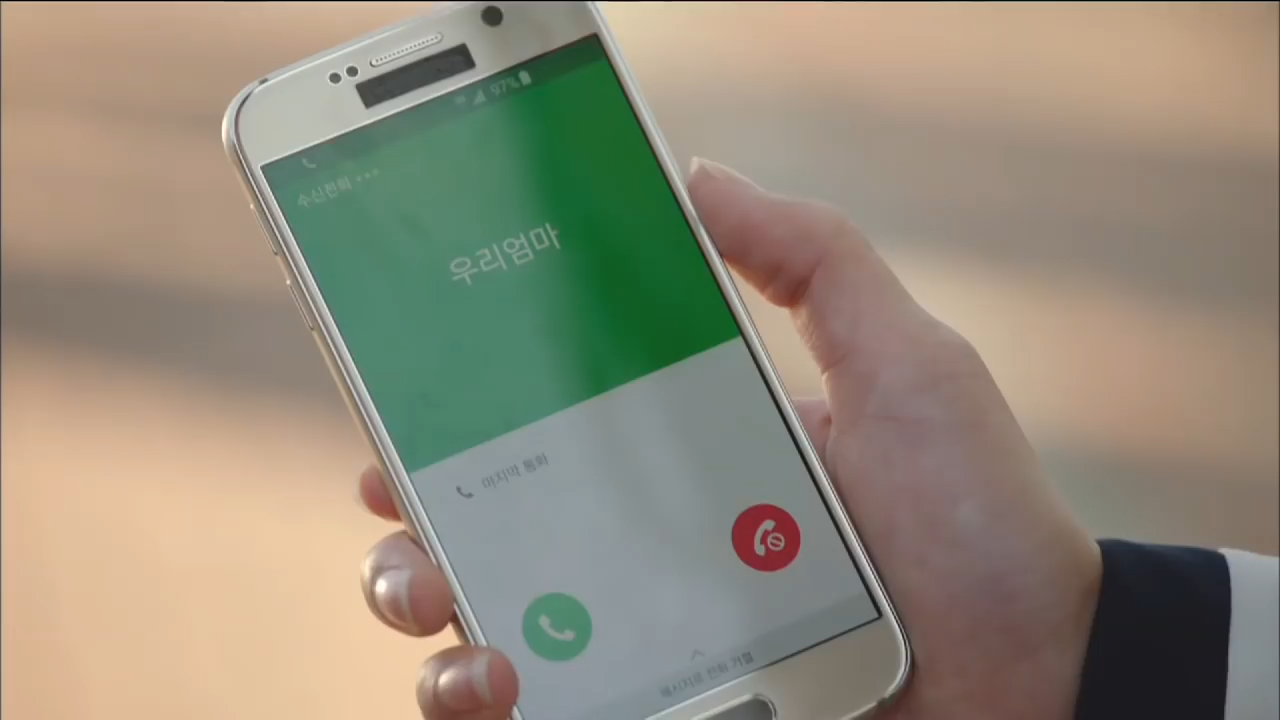 97%
수신전화 •••
우리엄마
마지막 통화
메시지로 전화 거절